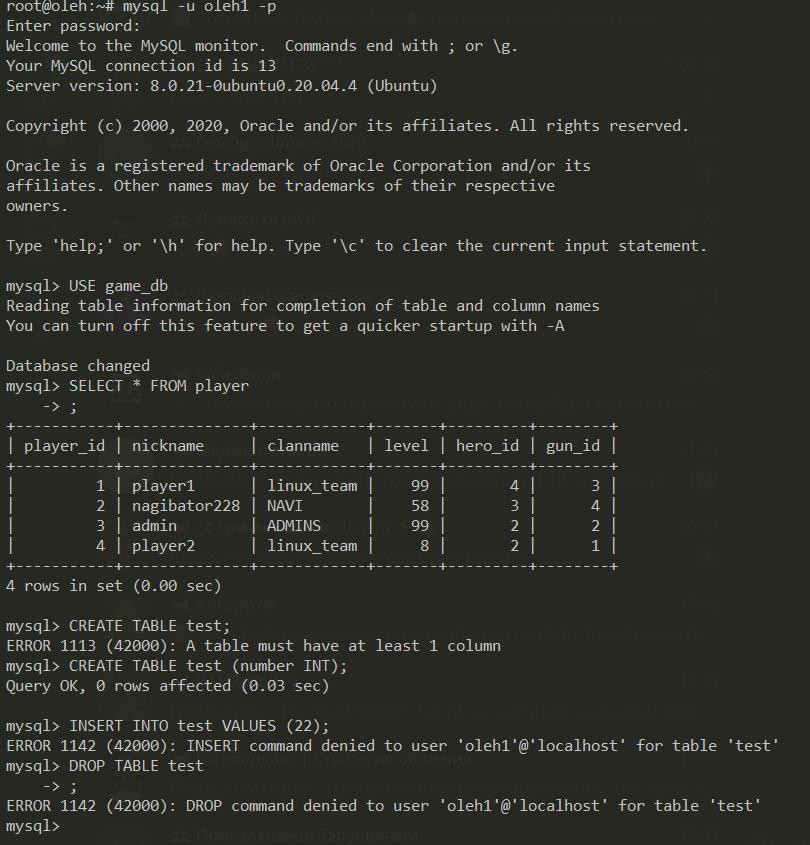 root@oleh:~# mysql -u oleh1 -p
Enter password:
Welcome to the MySQL monitor.  Commands end with ; or \g.
Your MySQL connection id is 13
Server version: 8.0.21-0ubuntu0.20.04.4 (Ubuntu)
Copyright (c) 2000, 2020, Oracle and/or its affiliates. All rights reserved.
Oracle is a registered trademark of Oracle Corporation and/or its
affiliates. Other names may be trademarks of their respective
owners.
Type 'help;' or '\h' for help. Type '\c' to clear the current input statement.
mysql> USE game_db
Reading table information for completion of table and column names
You can turn off this feature to get a quicker startup with -A
Database changed
mysql> SELECT * FROM player
    -> ;
+-----------+--------------+------------+-------+---------+--------+
| player_id | nickname     | clanname   | level | hero_id | gun_id |
+-----------+--------------+------------+-------+---------+--------+
|         1 | player1      | linux_team |    99 |       4 |      3 |
|         2 | nagibator228 | NAVI       |    58 |       3 |      4 |
|         3 | admin        | ADMINS     |    99 |       2 |      2 |
|         4 | player2      | linux_team |     8 |       2 |      1 |
+-----------+--------------+------------+-------+---------+--------+
4 rows in set (0.00 sec)
mysql> CREATE TABLE test;
ERROR 1113 (42000): A table must have at least 1 column
mysql> CREATE TABLE test (number INT);
Query OK, 0 rows affected (0.03 sec)
mysql> INSERT INTO test VALUES (22);
ERROR 1142 (42000): INSERT command denied to user 'oleh1'@'localhost' for table 'test'
mysql> DROP TABLE test
    -> ;
ERROR 1142 (42000): DROP command denied to user 'oleh1'@'localhost' for table 'test'
mysql>